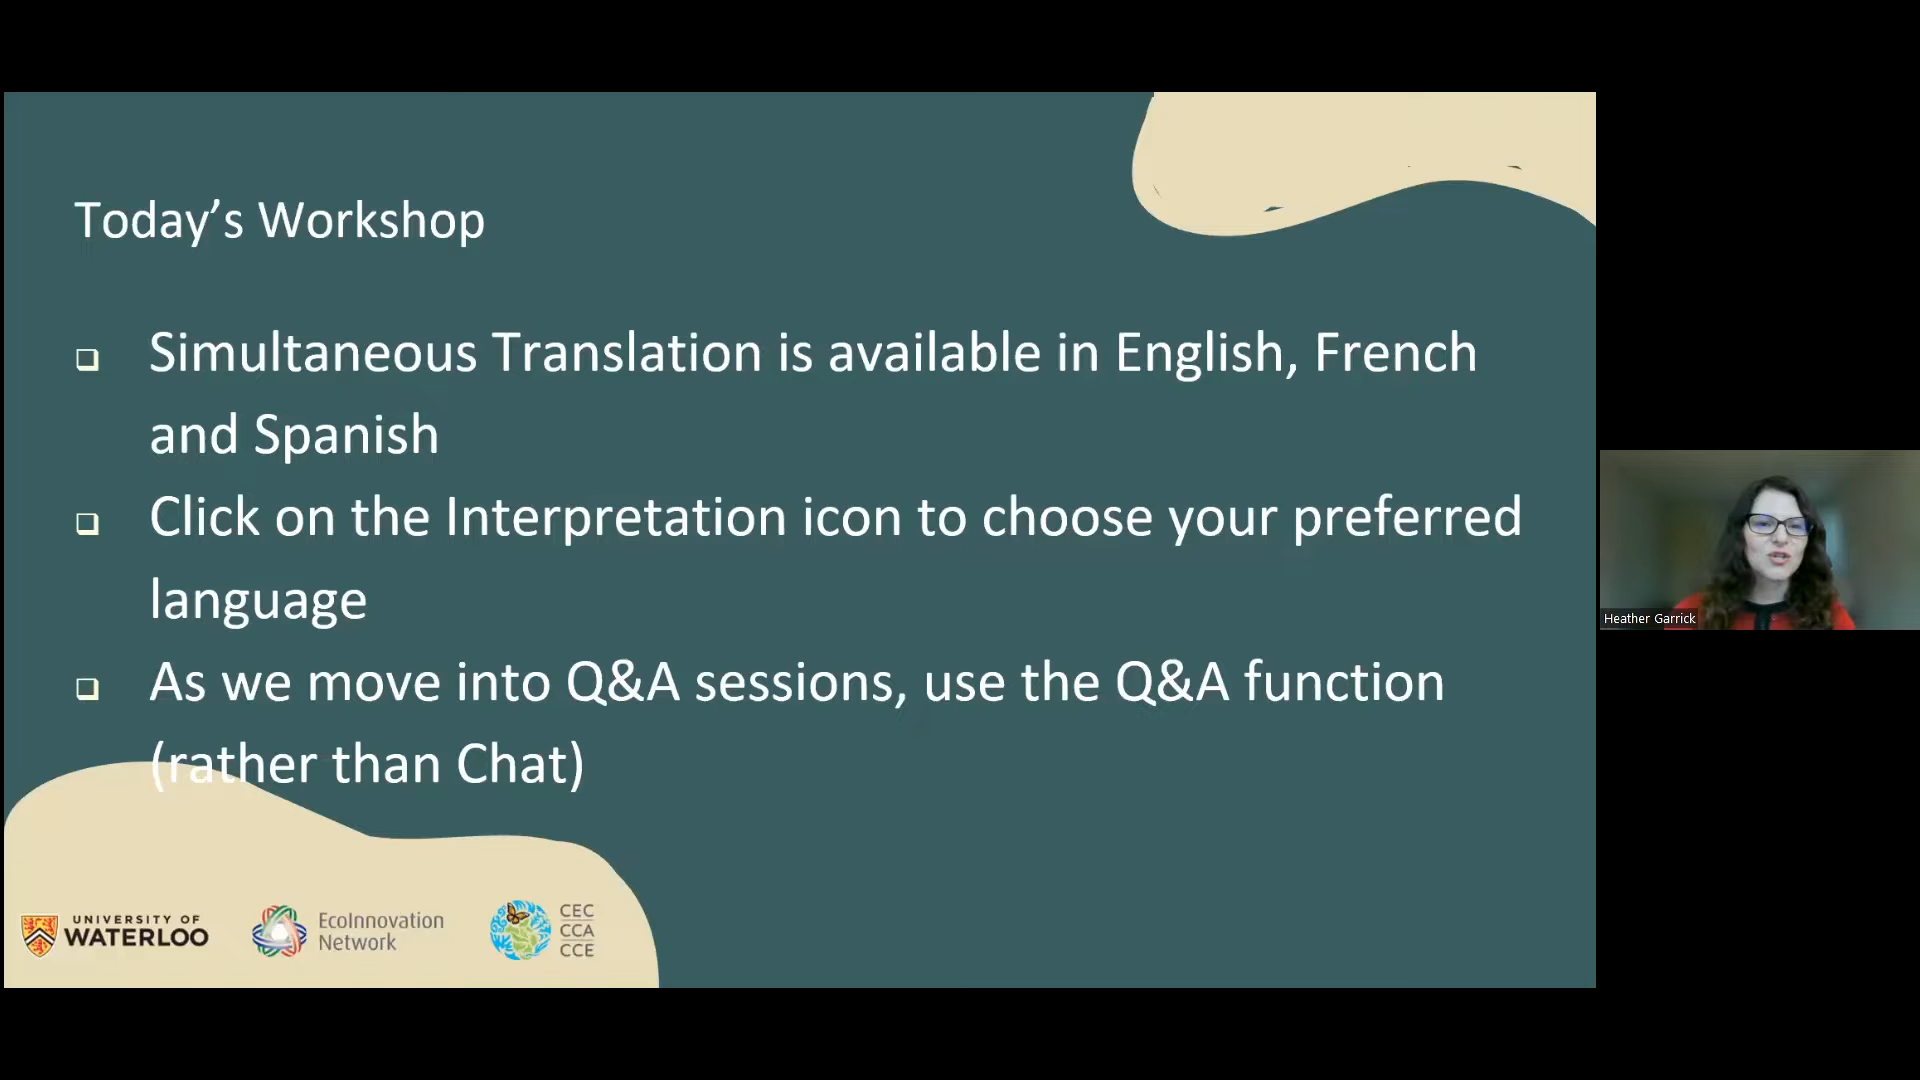 Today’s Workshop
❑ Simultaneous Translation is available in English, French
and Spanish
❑ Click on the Interpretation icon to choose your preferred
language
❑ As we move into Q&A sessions, use the Q&A function
(rather than Chat)
Heather Garrick
UNIVERSITY OF
WATERLOO
EcoInnovation
Network
CEC
CCA
CCE